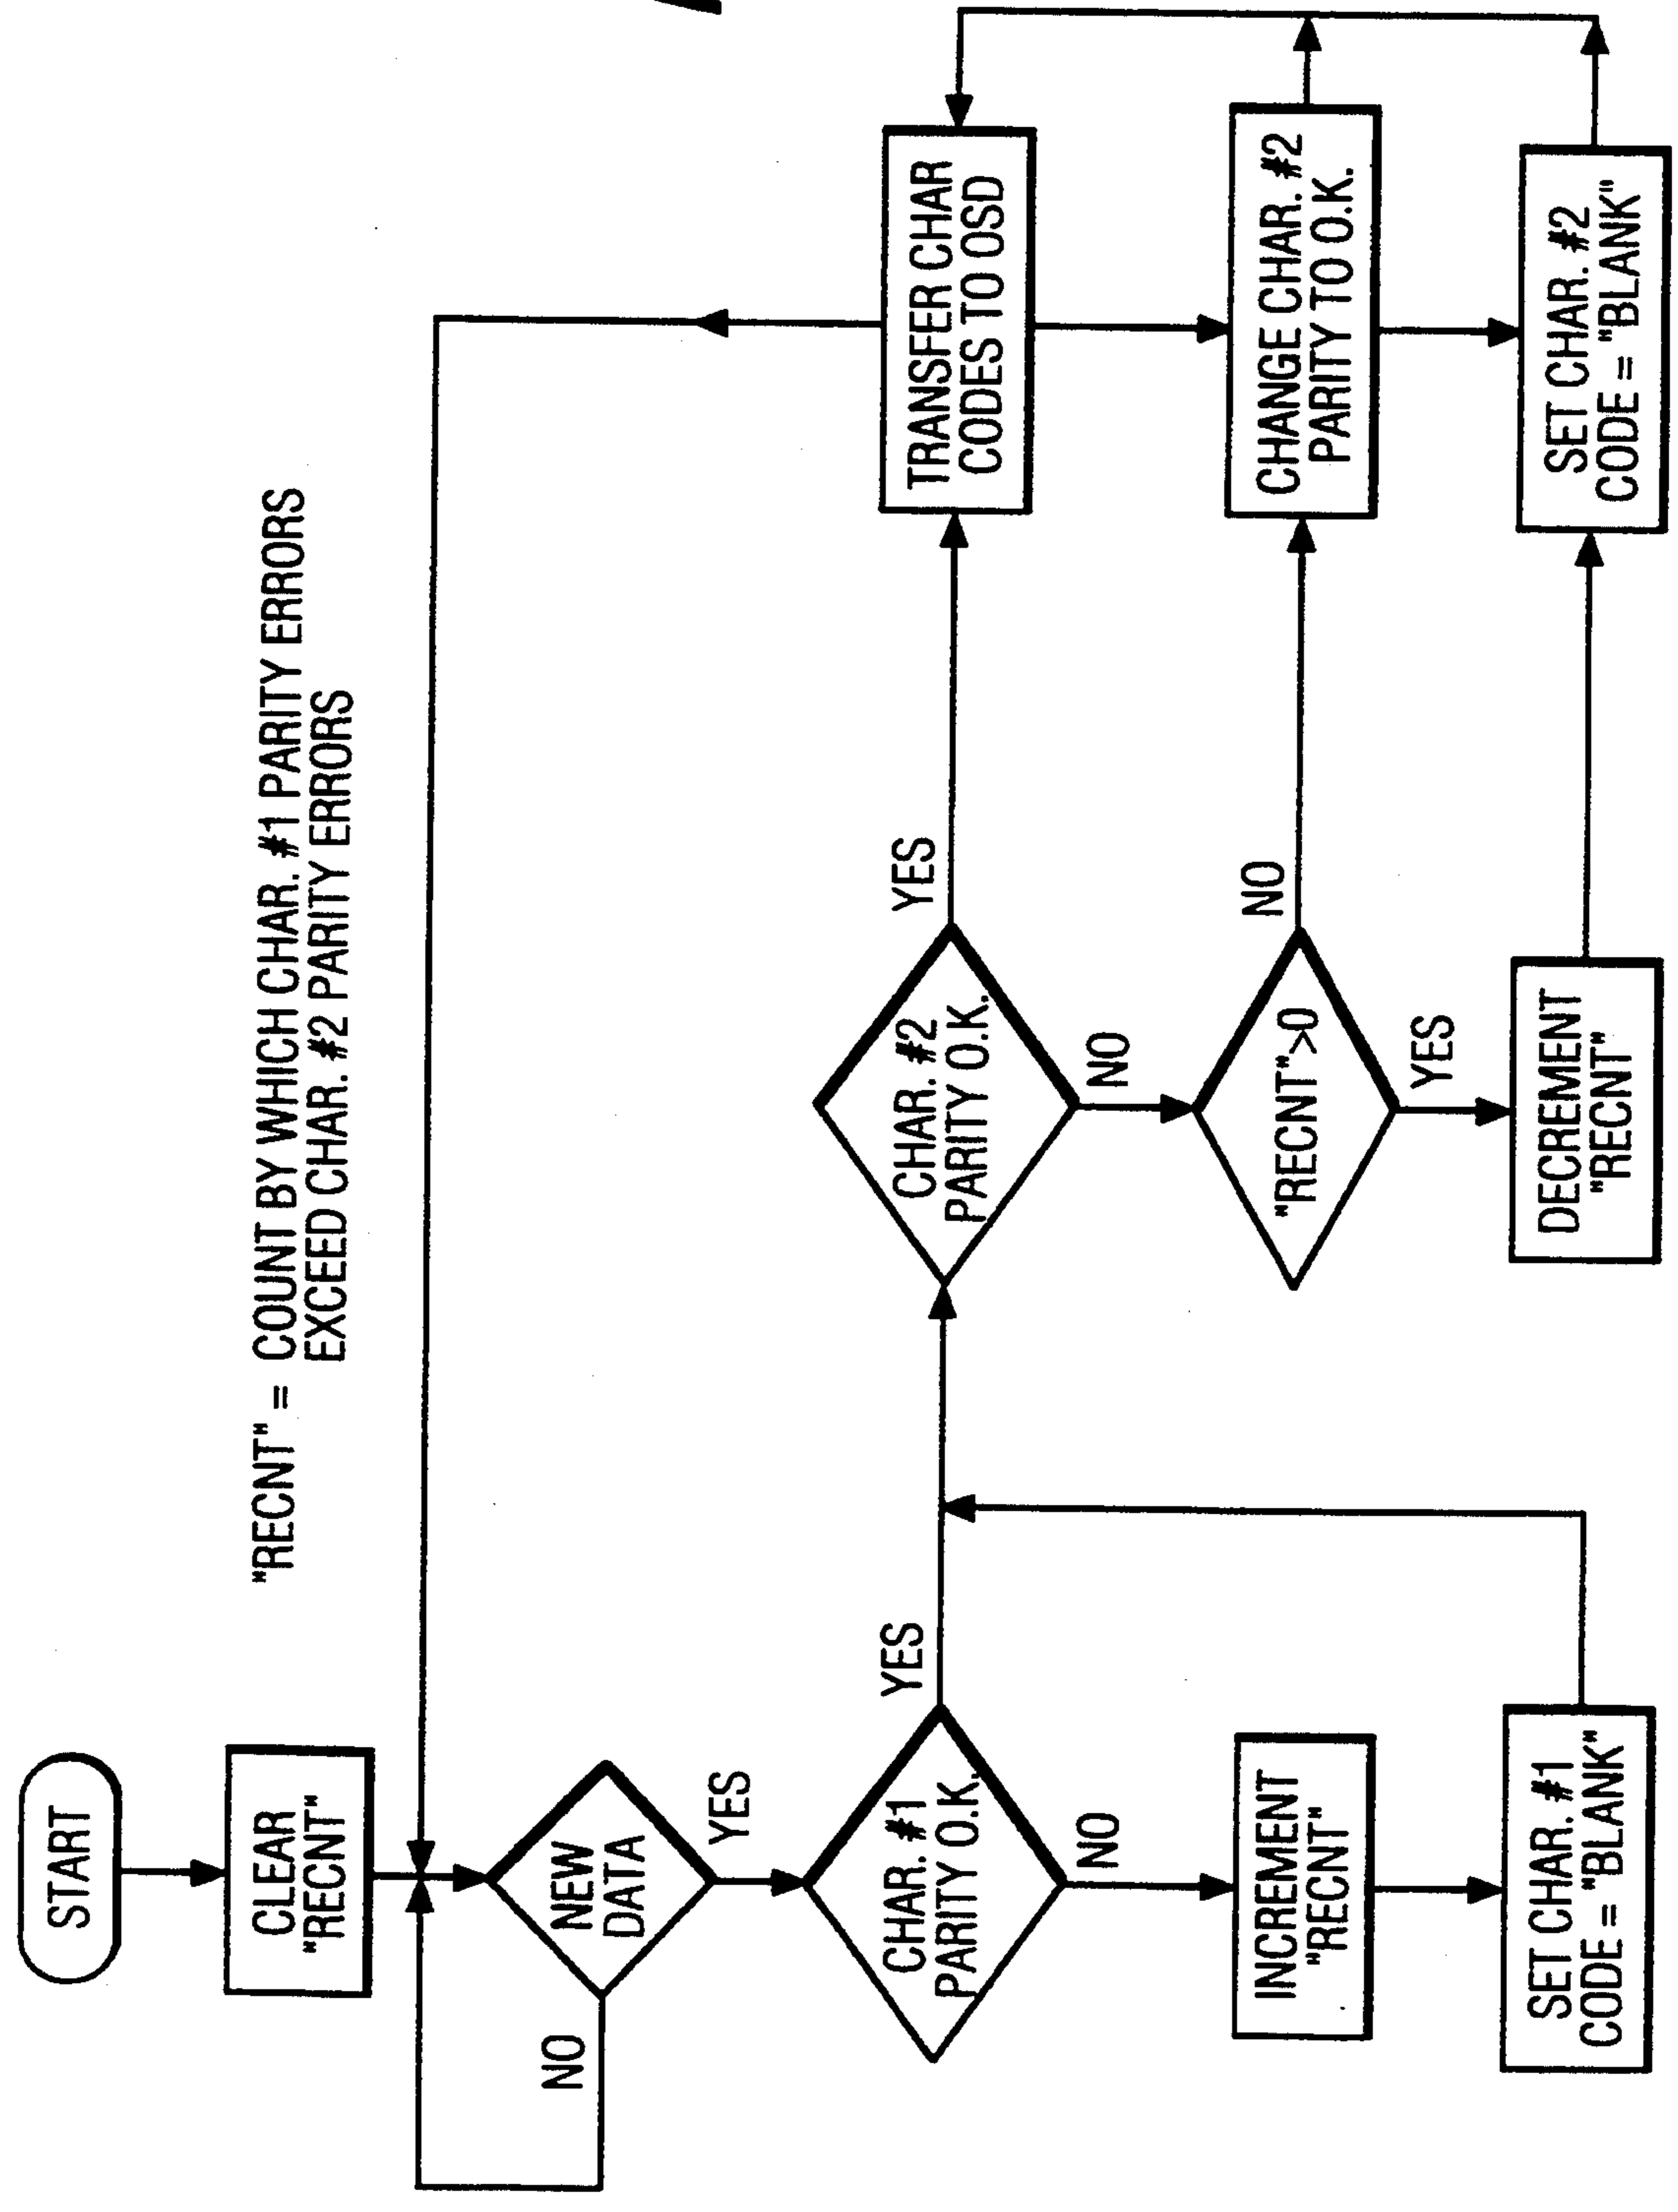 START
"RECNT" = COUNT BY WHICH CHAR. #1 PARITY ERRORS
EXCEED CHAR. #2 PARITY ERRORS
CLEAR
"RECNT"
NEW
DATA
NO
YES
CHAR. #1
PARITY O.K.
YES
NO
INCREMENT
"RECNT"
SET CHAR. #1
CODE = "BLANK"
CHAR. #2
PARITY O.K.
YES
NO
TRANSFER CHAR
CODES TO OSD
"RECNT">0
NO
YES
CHANGE CHAR. #2
PARITY TO O.K.
DECREMENT
"RECNT"
SET CHAR. #2
CODE = "BLANK"